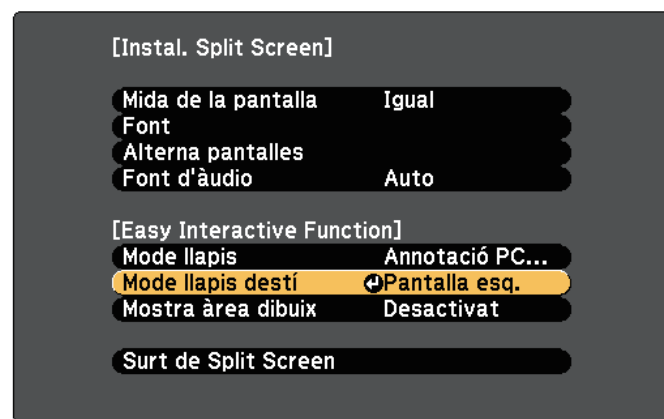 [Instal. Split Screen]
Mida de la pantalla Igual
Font
Alterna pantalles
Font d'àudio Auto
[Easy Interactive Function]
Mode llapis Annotació PC...
Mode llapis destí Pantalla esq.
Mostra àrea dibuix Desactivat
Surt de Split Screen